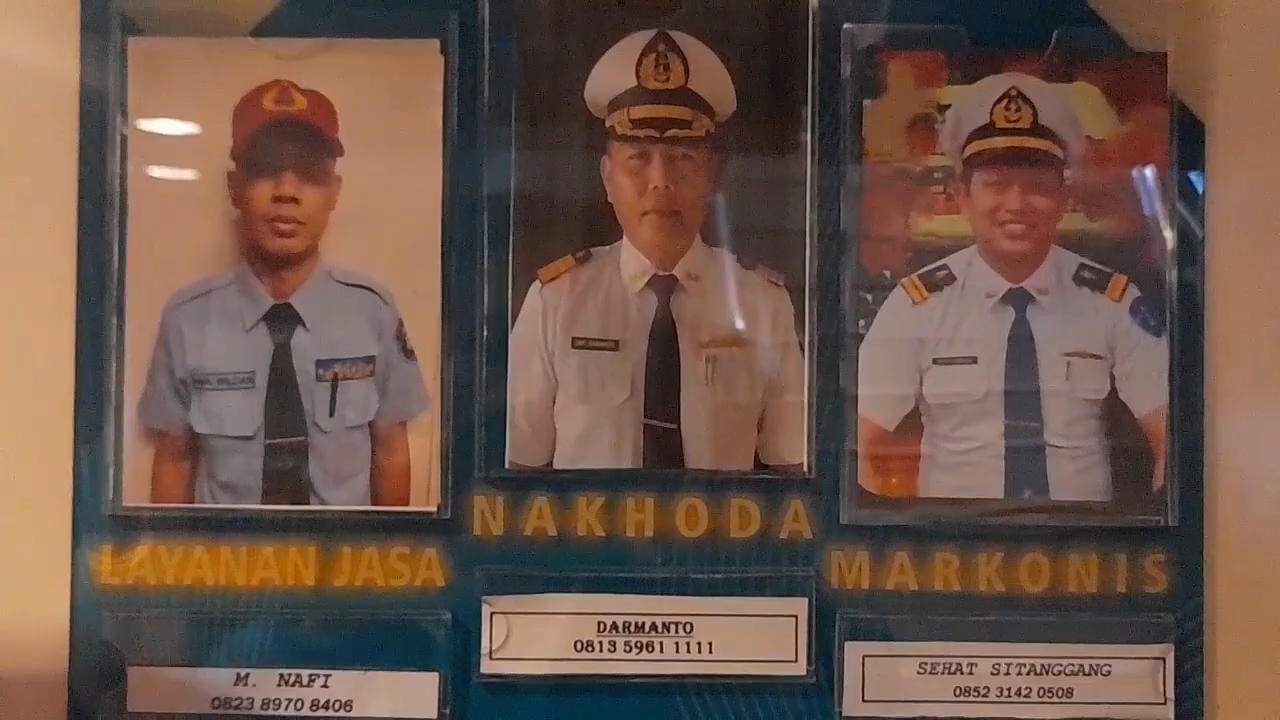 LAYANAN JASA
M. NAFI
0823 8970 8406
NAKHODA
DARMANTO
0813 5961 1111
MARKONIS
SEHAT SITANGGANG
0852 3142 0508